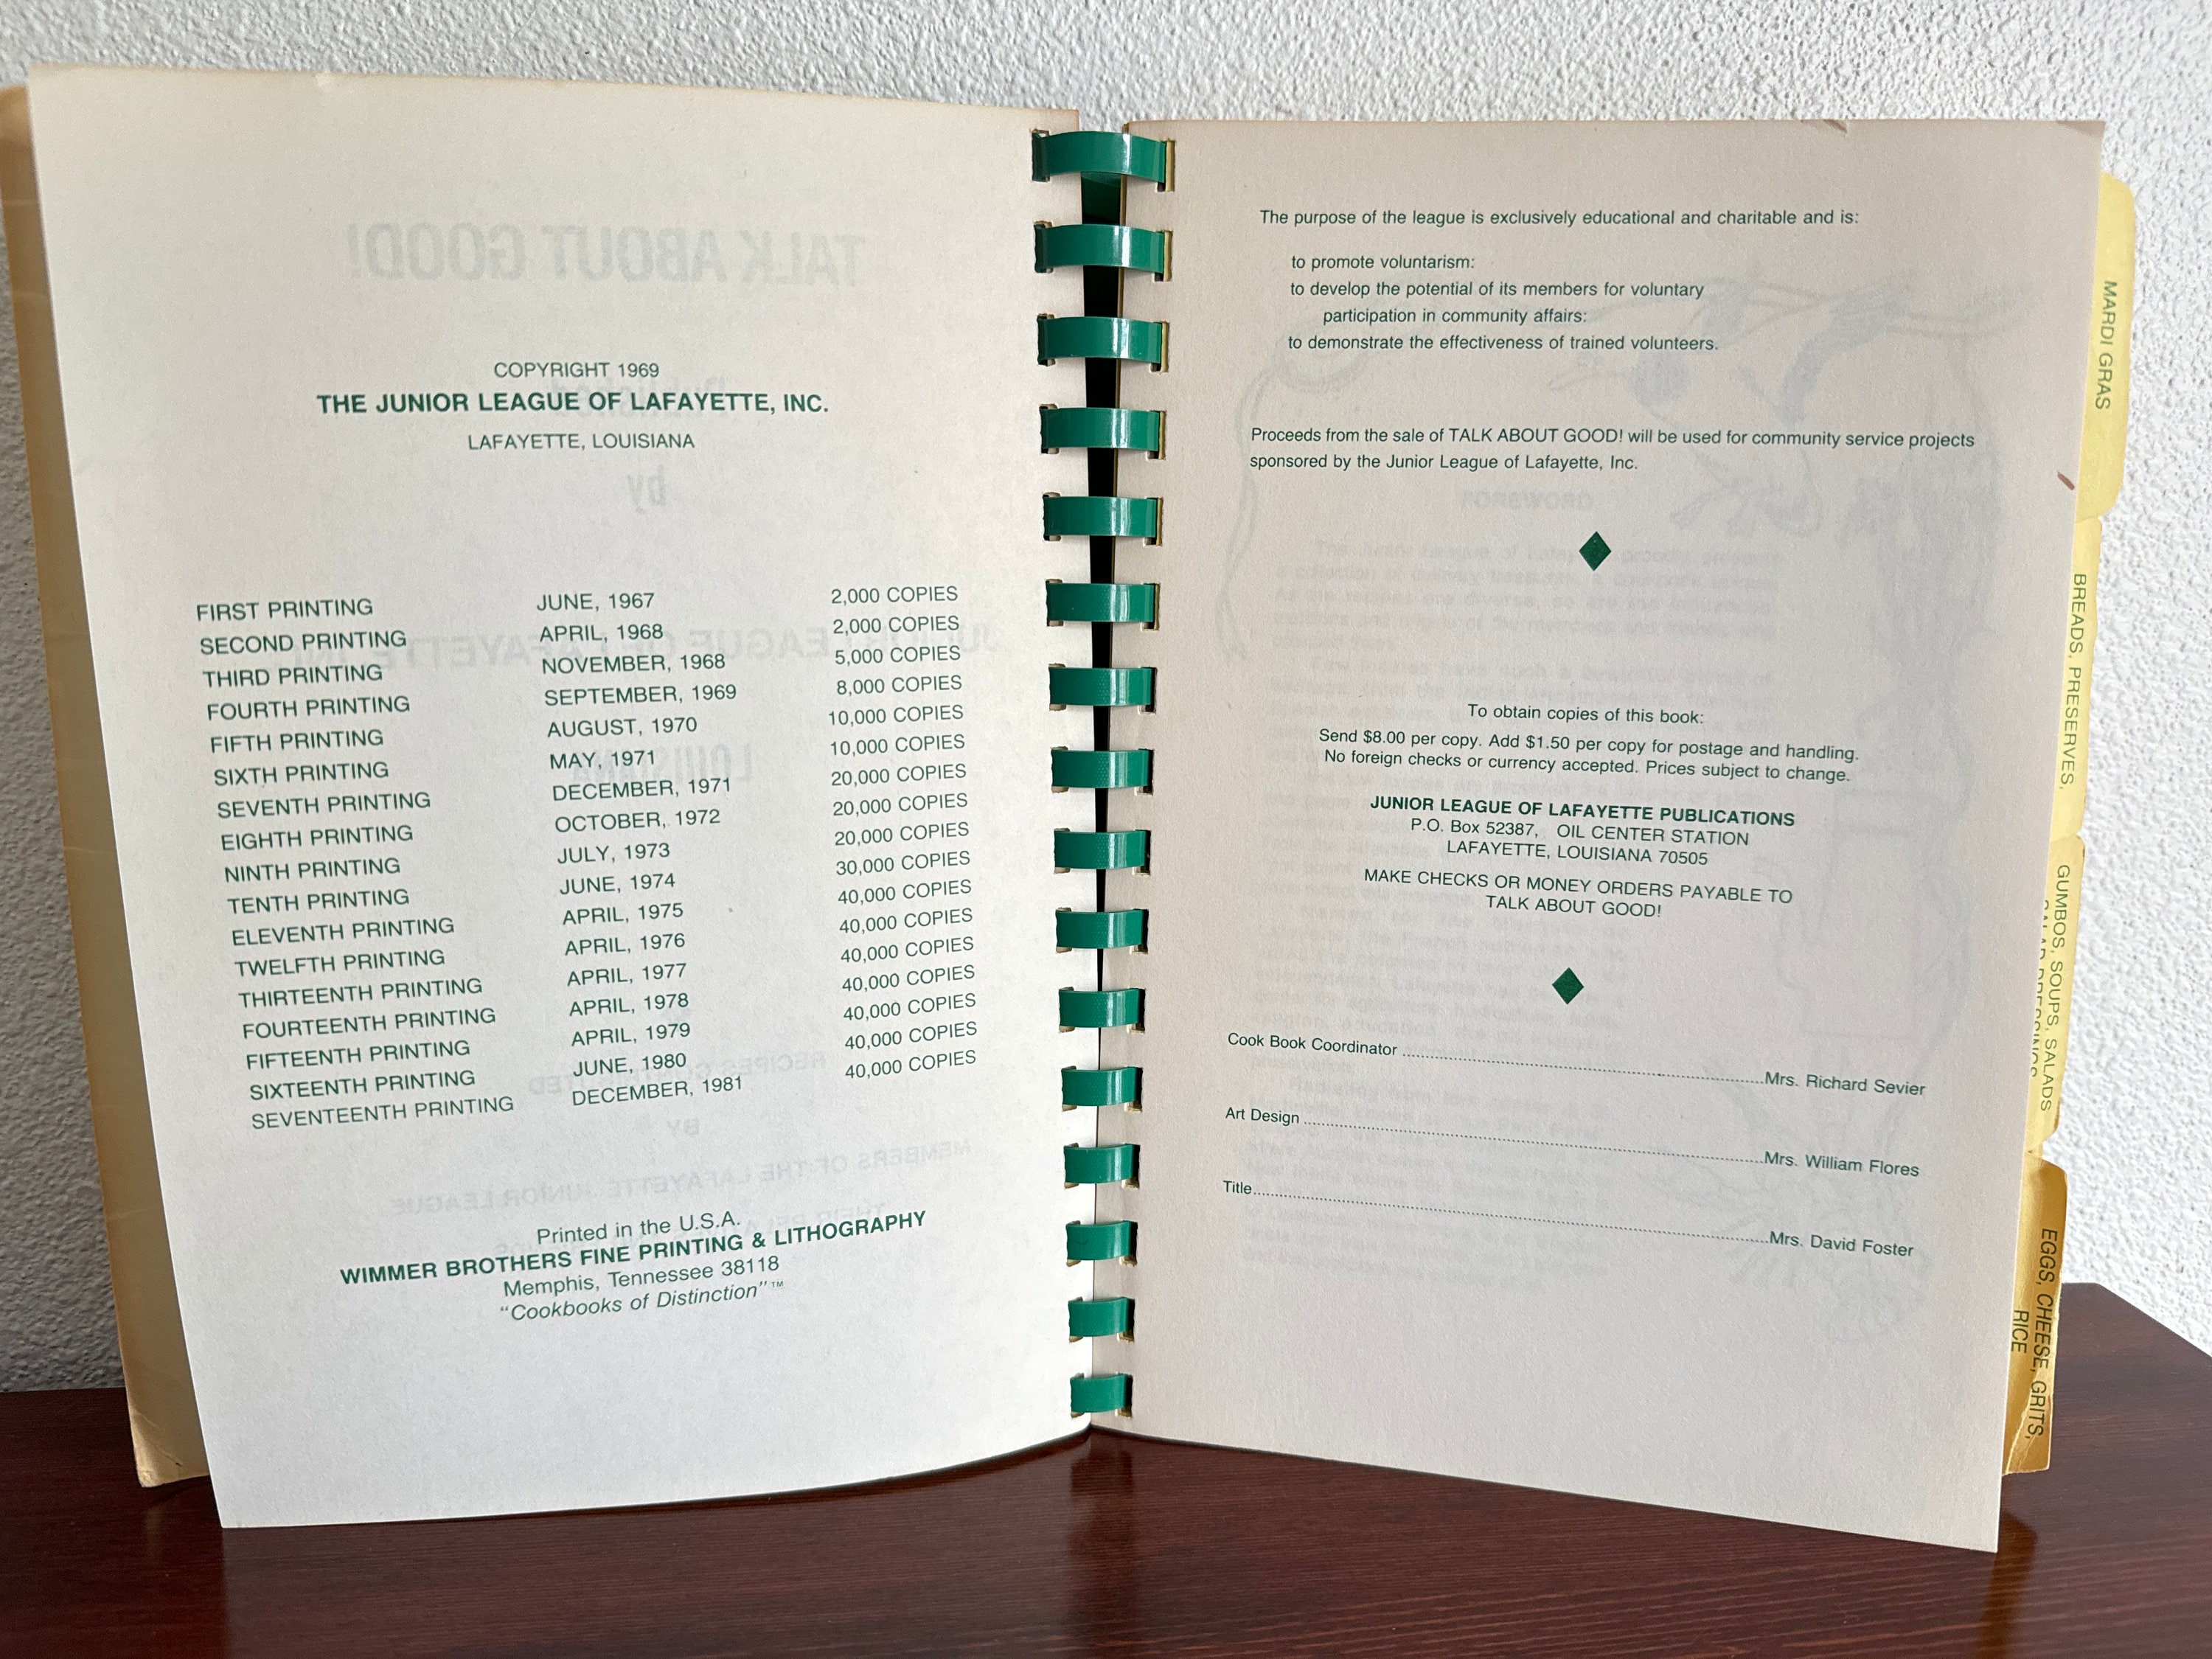 COPYRIGHT 1969
THE JUNIOR LEAGUE OF LAFAYETTE, INC.
LAFAYETTE, LOUISIANA
FIRST PRINTING JUNE, 1967 2,000 COPIES
SECOND PRINTING APRIL, 1968 2,000 COPIES
THIRD PRINTING NOVEMBER, 1968 5,000 COPIES
FOURTH PRINTING SEPTEMBER, 1969 8,000 COPIES
FIFTH PRINTING AUGUST, 1970 10,000 COPIES
SIXTH PRINTING MAY, 1971 10,000 COPIES
SEVENTH PRINTING DECEMBER, 1971 20,000 COPIES
EIGHTH PRINTING OCTOBER, 1972 20,000 COPIES
NINTH PRINTING JULY, 1973 20,000 COPIES
TENTH PRINTING JUNE, 1974 30,000 COPIES
ELEVENTH PRINTING APRIL, 1975 40,000 COPIES
TWELFTH PRINTING APRIL, 1976 40,000 COPIES
THIRTEENTH PRINTING APRIL, 1977 40,000 COPIES
FOURTEENTH PRINTING APRIL, 1978 40,000 COPIES
FIFTEENTH PRINTING APRIL, 1979 40,000 COPIES
SIXTEENTH PRINTING JUNE, 1980 40,000 COPIES
SEVENTEENTH PRINTING DECEMBER, 1981 40,000 COPIES
Printed in the U.S.A.
WIMMER BROTHERS FINE PRINTING & LITHOGRAPHY
Memphis, Tennessee 38118
“Cookbooks of Distinction”™
The purpose of the league is exclusively educational and charitable and is:
to promote voluntarism:
to develop the potential of its members for voluntary
participation in community affairs:
to demonstrate the effectiveness of trained volunteers.
Proceeds from the sale of TALK ABOUT GOOD! will be used for community service projects
sponsored by the Junior League of Lafayette, Inc.
To obtain copies of this book:
Send $8.00 per copy. Add $1.50 per copy for postage and handling.
No foreign checks or currency accepted. Prices subject to change.
JUNIOR LEAGUE OF LAFAYETTE PUBLICATIONS
P.O. Box 52387, OIL CENTER STATION
LAFAYETTE, LOUISIANA 70505
MAKE CHECKS OR MONEY ORDERS PAYABLE TO
TALK ABOUT GOOD!
Cook Book Coordinator ........ Mrs. Richard Sevier
Art Design ........ Mrs. William Flores
Title ........ Mrs. David Foster
MARDI GRAS
BREADS, PRESERVES,
GUMBOS, SOUPS, SALADS
EGGS, CHEESE, GRITS,
RICE